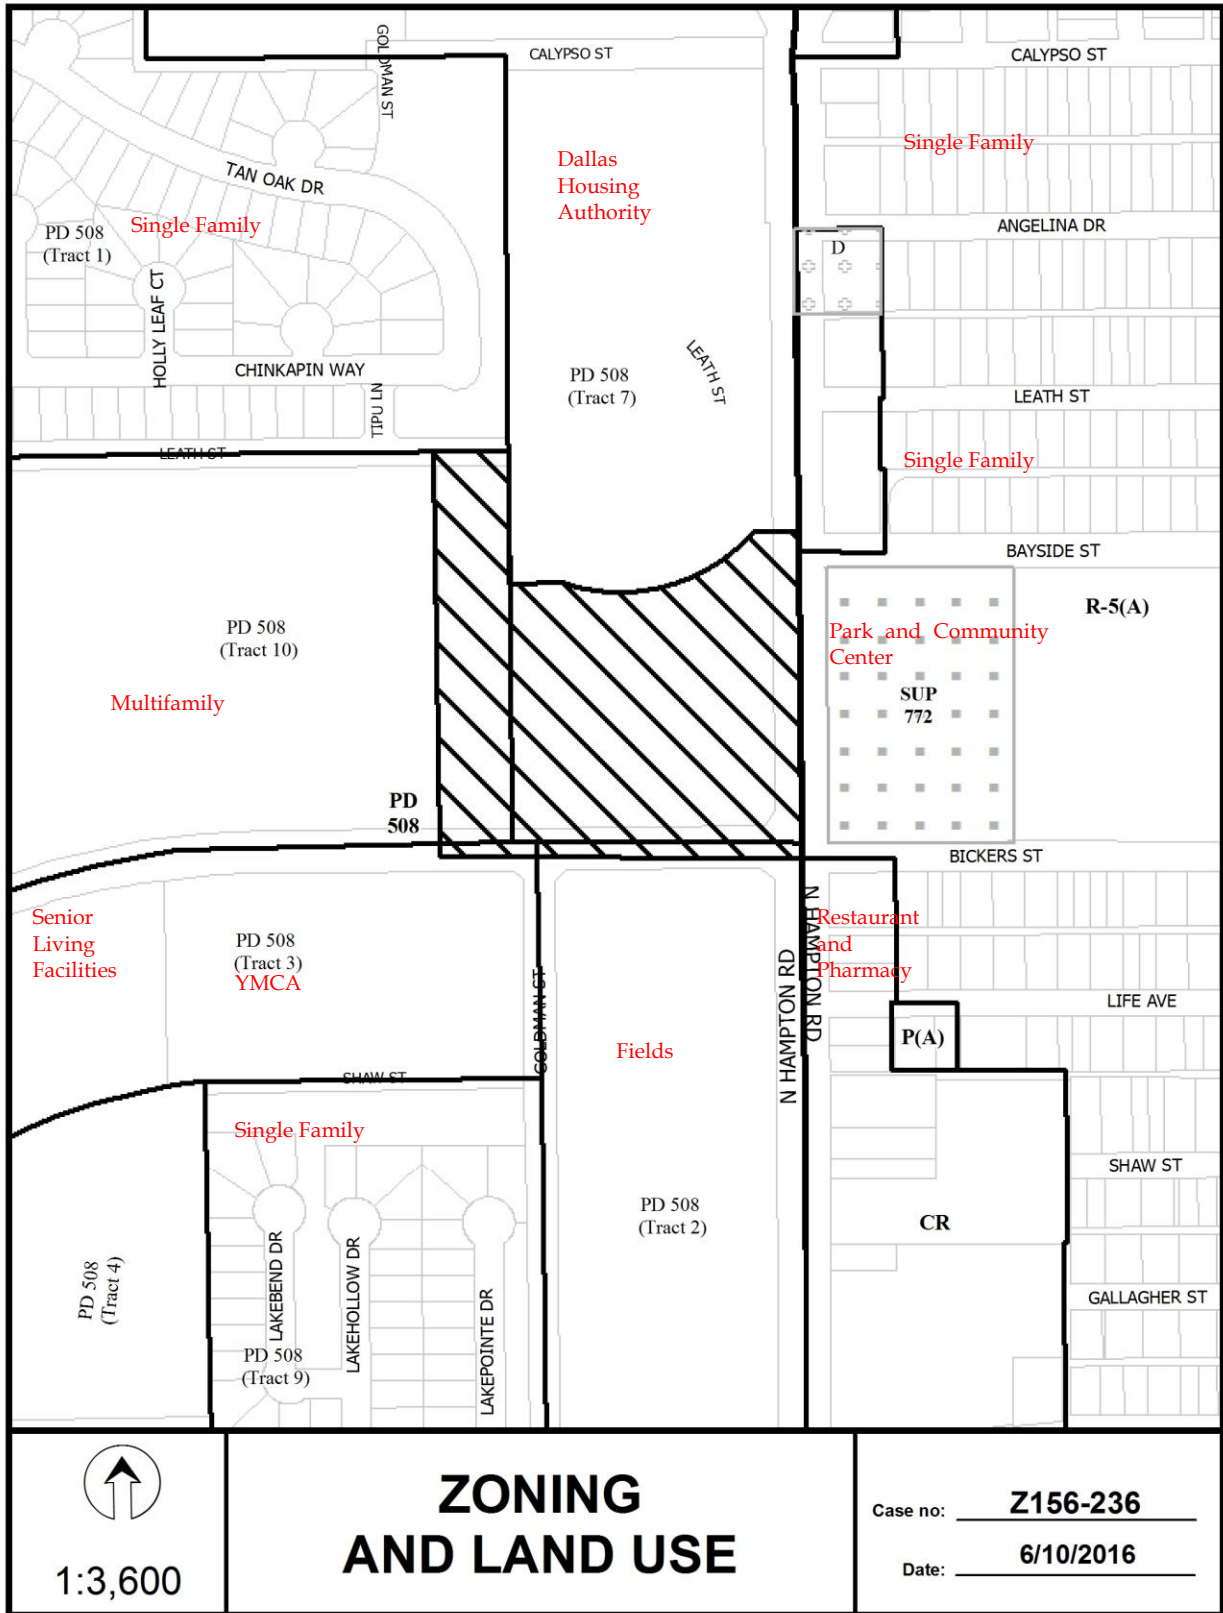 GOLDMAN ST
CALYPSO ST
CALYPSO ST
Single Family
Dallas
Housing
Authority
TAN OAK DR
Single Family
PD 508
(Tract 1)
ANGELINA DR
D
HOLLY LEAF CT
CHINKAPIN WAY
TIPU LN
LEATH ST
PD 508
(Tract 7)
LEATH ST
LEATH ST
Single Family
BAYSIDE ST
R-5(A)
Park and Community
Center
SUP
772
PD 508
(Tract 10)
Multifamily
PD
508
BICKERS ST
Senior
Living
Facilities
PD 508
(Tract 3)
YMCA
GOLDMAN ST
N HAMPTON RD
N HAMPTON RD
Restaurant
and
Pharmacy
LIFE AVE
P(A)
Fields
SHAW ST
Single Family
SHAW ST
PD 508
(Tract 2)
CR
PD 508
(Tract 4)
LAKEBEND DR
LAKEHOLLOW DR
LAKEPOINTE DR
GALLAGHER ST
PD 508
(Tract 9)
1:3,600
ZONING
AND LAND USE
Case no: Z156-236
Date: 6/10/2016